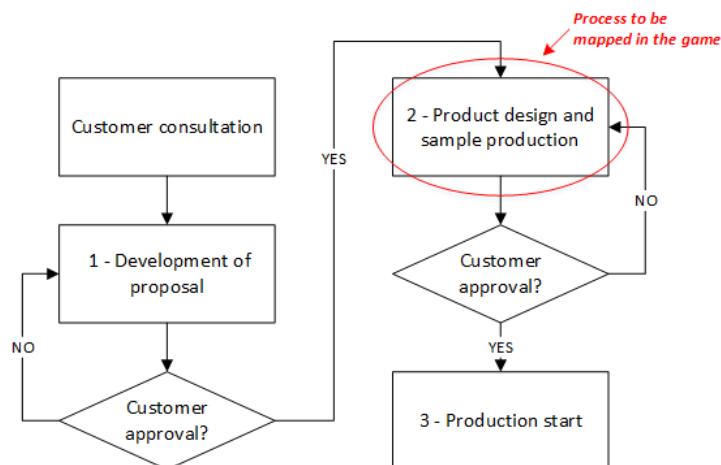 Process to be
mapped in the game
Customer consultation
1 - Development of
proposal
NO
Customer
approval?
YES
2 - Product design and
sample production
NO
Customer
approval?
YES
3 - Production start